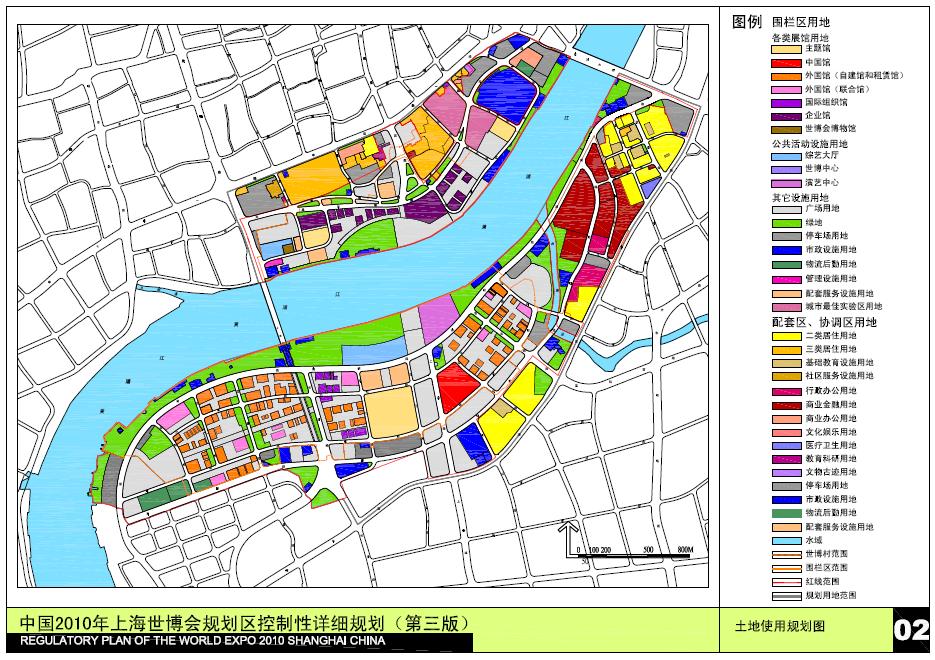 图例 围栏区用地
各类展馆用地
主题馆
中国馆
外国馆（自建馆和租赁馆）
外国馆（联合馆）
国际组织馆
企业馆
世博会博物馆
公共活动设施用地
综艺大厅
世博中心
演艺中心
其它设施用地
广场用地
绿地
停车场用地
市政设施用地
物流后勤用地
管理设施用地
配套服务设施用地
城市最佳实验区用地
配套区、协调区用地
二类居住用地
三类居住用地
基础教育设施用地
社区服务设施用地
行政办公用地
商业金融用地
商业办公用地
文化娱乐用地
医疗卫生用地
教育科研用地
文物古迹用地
停车场用地
市政设施用地
物流后勤用地
配套服务设施用地
水域
世博村范围
围栏区范围
红线范围
规划用地范围
江
浦
黄
江
浦
黄
江
浦
黄
0 100 200 500 800M
50
中国2010年上海世博会规划区控制性详细规划（第三版）
REGULATORY PLAN OF THE WORLD EXPO 2010 SHANGHAI CHINA
土地使用规划图
02